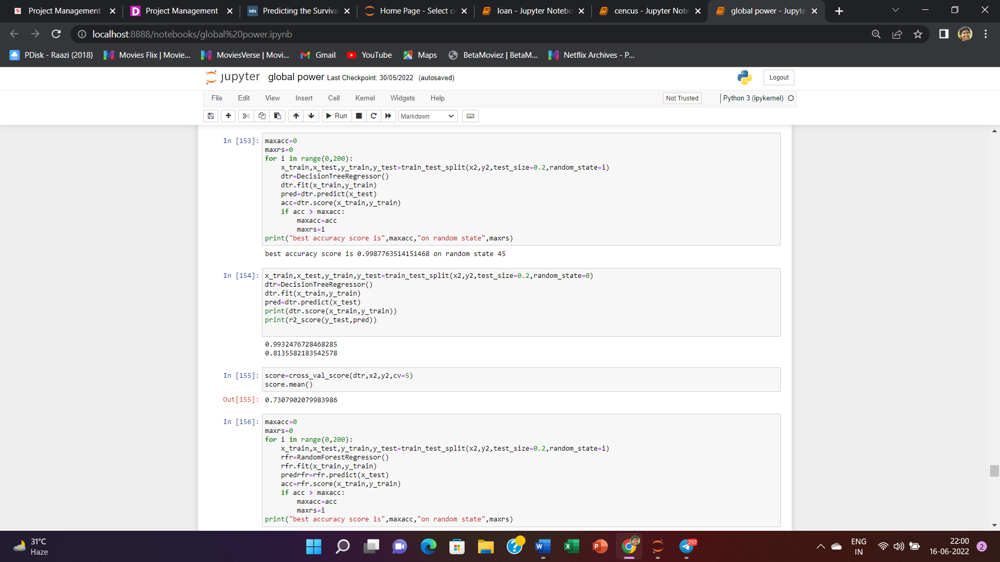 Project Management
Project Management
tds Predicting the Surviva
Home Page - Select o
loan - Jupyter Notebo
cencus - Jupyter Note
global power - Jupyte
localhost:8888/notebooks/global%20power.ipynb
PDisk - Raazi (2018)
Movies Flix | Movie...
MoviesVerse | Movi...
Gmail
YouTube
Maps
BetaMoviez | BetaM...
Netflix Archives - P...
jupyter global power Last Checkpoint: 30/05/2022 (autosaved)
Logout
File Edit View Insert Cell Kernel Widgets Help
Not Trusted
Python 3 (ipykernel)
Run
Markdown
In [153]:
maxacc=0
maxrs=0
for i in range(0,200):
    x_train,x_test,y_train,y_test=train_test_split(x2,y2,test_size=0.2,random_state=i)
    dtr=DecisionTreeRegressor()
    dtr.fit(x_train,y_train)
    pred=dtr.predict(x_test)
    acc=dtr.score(x_train,y_train)
    if acc > maxacc:
        maxacc=acc
        maxrs=i
print("best accuracy score is",maxacc,"on random state",maxrs)
best accuracy score is 0.9987763514151468 on random state 45
In [154]:
x_train,x_test,y_train,y_test=train_test_split(x2,y2,test_size=0.2,random_state=0)
dtr=DecisionTreeRegressor()
dtr.fit(x_train,y_train)
pred=dtr.predict(x_test)
print(dtr.score(x_train,y_train))
print(r2_score(y_test,pred))
0.9932476728468285
0.8135582183542578
In [155]:
score=cross_val_score(dtr,x2,y2,cv=5)
score.mean()
Out[155]: 0.7307902079983986
In [156]:
maxacc=0
maxrs=0
for i in range(0,200):
    x_train,x_test,y_train,y_test=train_test_split(x2,y2,test_size=0.2,random_state=i)
    rfr=RandomForestRegressor()
    rfr.fit(x_train,y_train)
    predrfr=rfr.predict(x_test)
    acc=rfr.score(x_train,y_train)
    if acc > maxacc:
        maxacc=acc
        maxrs=i
print("best accuracy score is",maxacc,"on random state",maxrs)
31°C
Haze
297
ENG
IN
22:00
16-06-2022
2